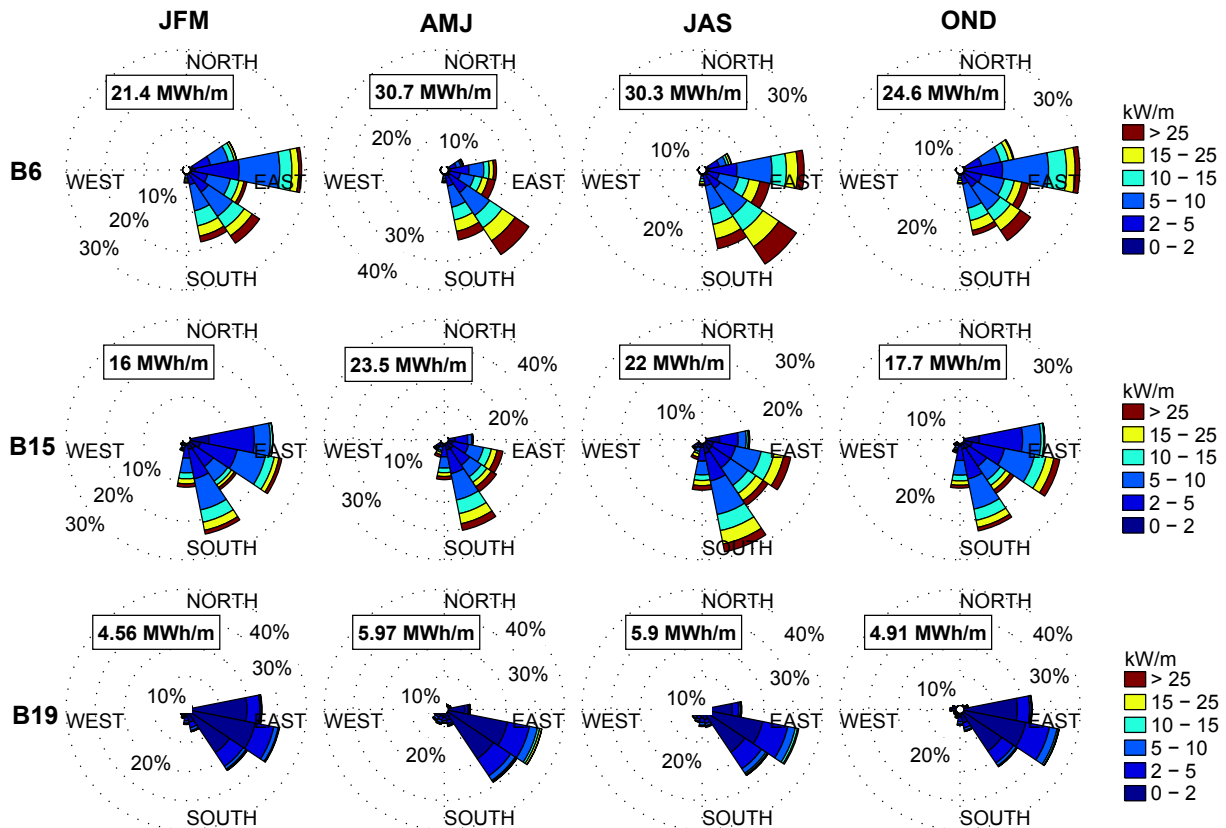 JFM AMJ JAS OND
B6
NORTH
21.4 MWh/m
WEST
EAST
SOUTH
10%
20%
30%
NORTH
30.7 MWh/m
20%
10%
WEST
EAST
30%
SOUTH
40%
NORTH
30.3 MWh/m
30%
10%
WEST
EAST
20%
SOUTH
NORTH
24.6 MWh/m
30%
10%
WEST
EAST
20%
SOUTH
kW/m
> 25
15 − 25
10 − 15
5 − 10
2 − 5
0 − 2
B15
NORTH
16 MWh/m
WEST
EAST
10%
20%
30%
SOUTH
NORTH
23.5 MWh/m
40%
20%
WEST
EAST
10%
30%
SOUTH
NORTH
22 MWh/m
30%
10%
20%
WEST
EAST
SOUTH
NORTH
17.7 MWh/m
30%
10%
WEST
EAST
20%
SOUTH
kW/m
> 25
15 − 25
10 − 15
5 − 10
2 − 5
0 − 2
B19
NORTH
4.56 MWh/m
40%
30%
10%
WEST
EAST
20%
SOUTH
NORTH
5.97 MWh/m
40%
30%
10%
WEST
EAST
20%
SOUTH
NORTH
5.9 MWh/m
40%
30%
10%
WEST
EAST
20%
SOUTH
NORTH
4.91 MWh/m
40%
30%
10%
WEST
EAST
20%
SOUTH
kW/m
> 25
15 − 25
10 − 15
5 − 10
2 − 5
0 − 2